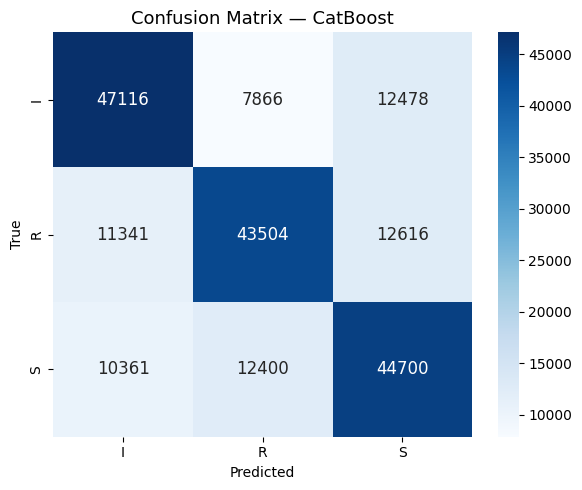 Confusion Matrix — CatBoost
True
I 47116 7866 12478
R 11341 43504 12616
S 10361 12400 44700
I R S
Predicted
45000
40000
35000
30000
25000
20000
15000
10000